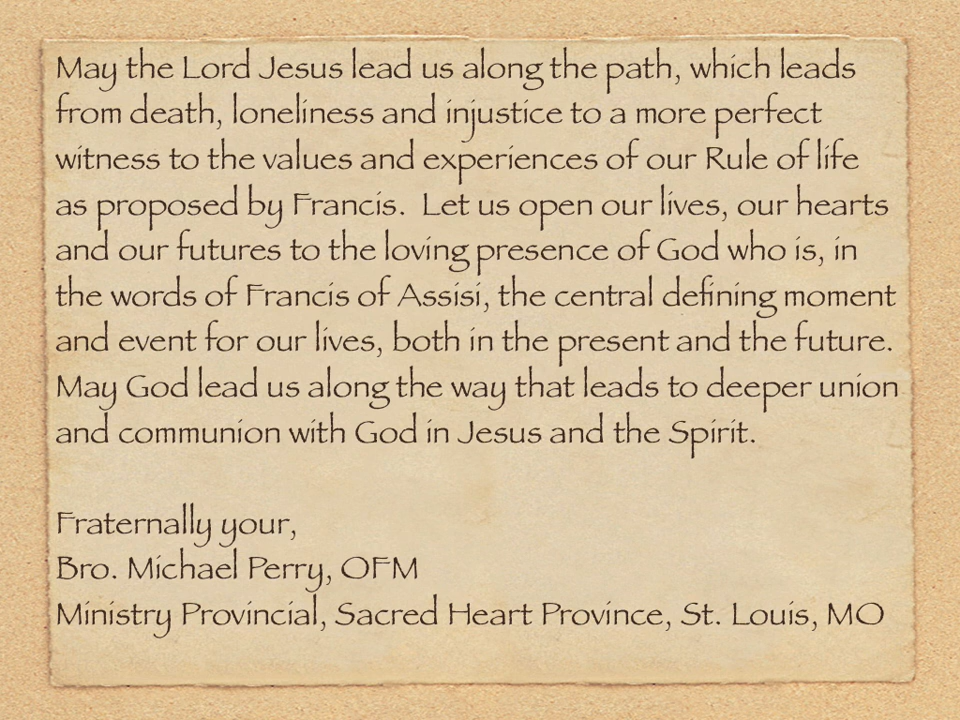 May the Lord Jesus lead us along the path, which leads
from death, loneliness and injustice to a more perfect
witness to the values and experiences of our Rule of life
as proposed by Francis.  Let us open our lives, our hearts
and our futures to the loving presence of God who is, in
the words of Francis of Assisi, the central defining moment
and event for our lives, both in the present and the future.
May God lead us along the way that leads to deeper union
and communion with God in Jesus and the Spirit.
Fraternally your,
Bro. Michael Perry, OFM
Ministry Provincial, Sacred Heart Province, St. Louis, MO